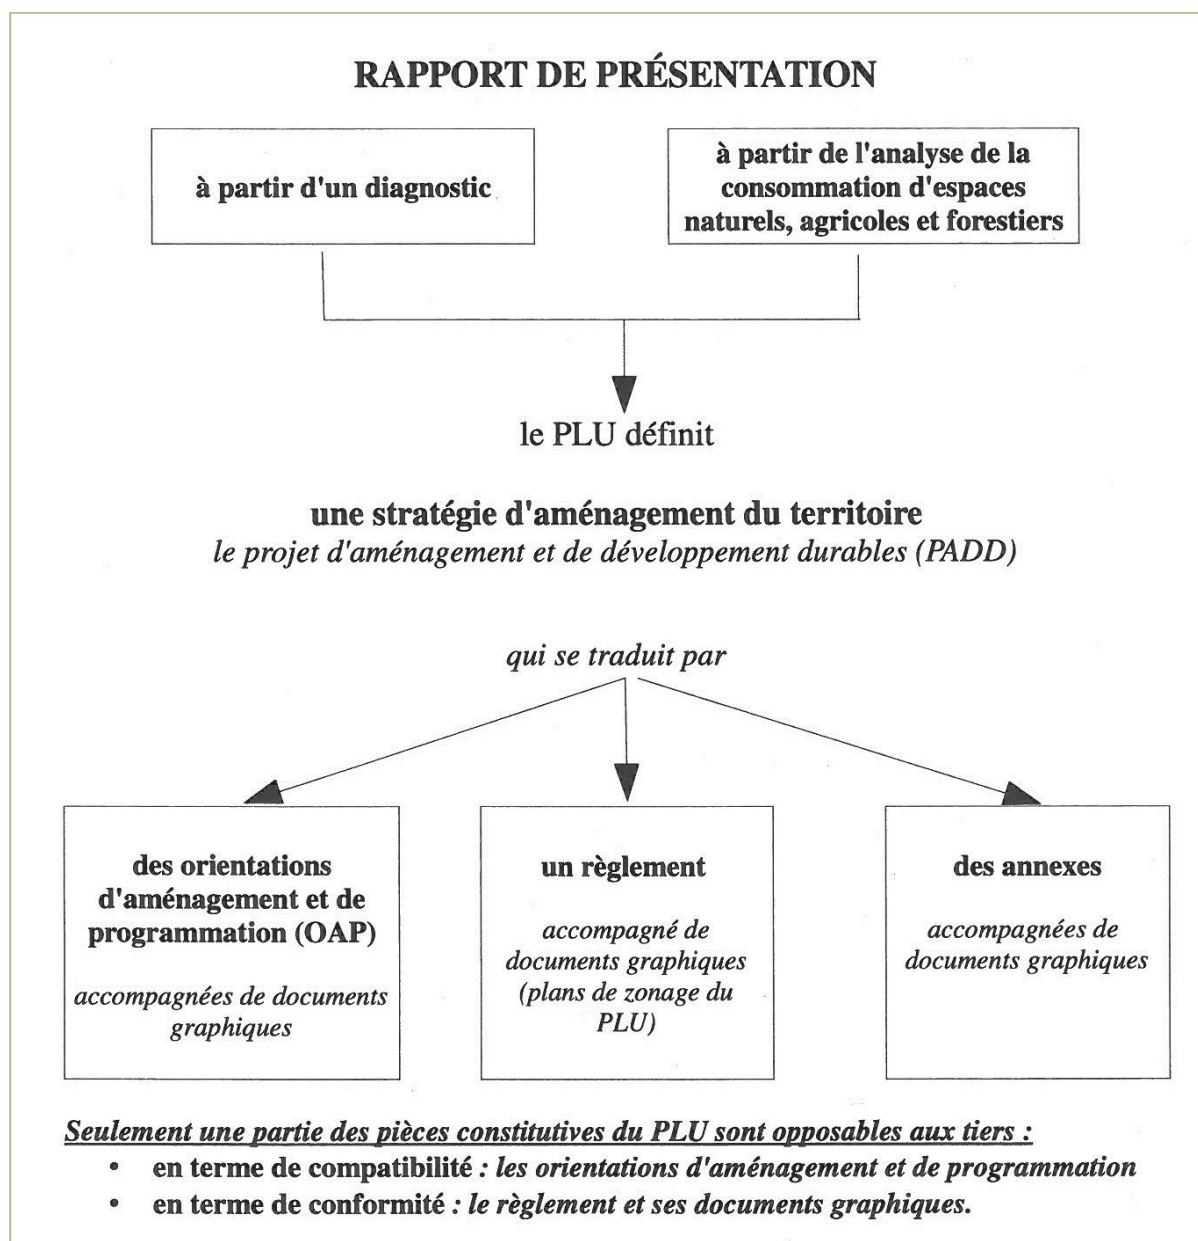 RAPPORT DE PRÉSENTATION
à partir d'un diagnostic
à partir de l'analyse de la
consommation d'espaces
naturels, agricoles et forestiers
le PLU définit
une stratégie d'aménagement du territoire
le projet d'aménagement et de développement durables (PADD)
qui se traduit par
des orientations
d'aménagement et de
programmation (OAP)
accompagnées de documents
graphiques
un règlement
accompagné de
documents graphiques
(plans de zonage du
PLU)
des annexes
accompagnées de
documents graphiques
Seulement une partie des pièces constitutives du PLU sont opposables aux tiers :
• en terme de compatibilité : les orientations d'aménagement et de programmation
• en terme de conformité : le règlement et ses documents graphiques.